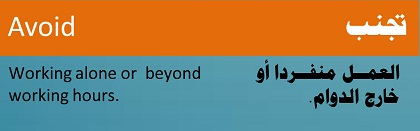 Avoid
تجنب
Working alone or beyond
working hours.
العمل منفردا أو
خارج الدوام.